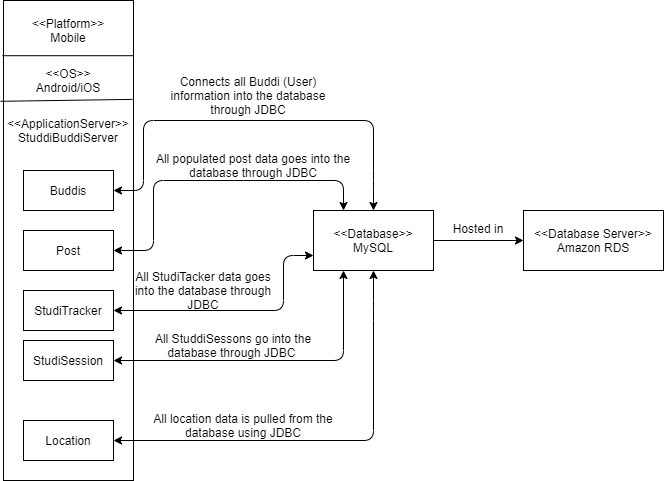 <<Platform>>
Mobile
<<OS>>
Android/iOS
<<ApplicationServer>>
StuddiBuddiServer
Buddis
Post
StudiTracker
StudiSession
Location
Connects all Buddi (User)
information into the database
through JDBC
All populated post data goes into the
database through JDBC
All StudiTacker data goes
into the database through
JDBC
All StuddiSessons go into the
database through JDBC
All location data is pulled from the
database using JDBC
<<Database>>
MySQL
Hosted in
<<Database Server>>
Amazon RDS